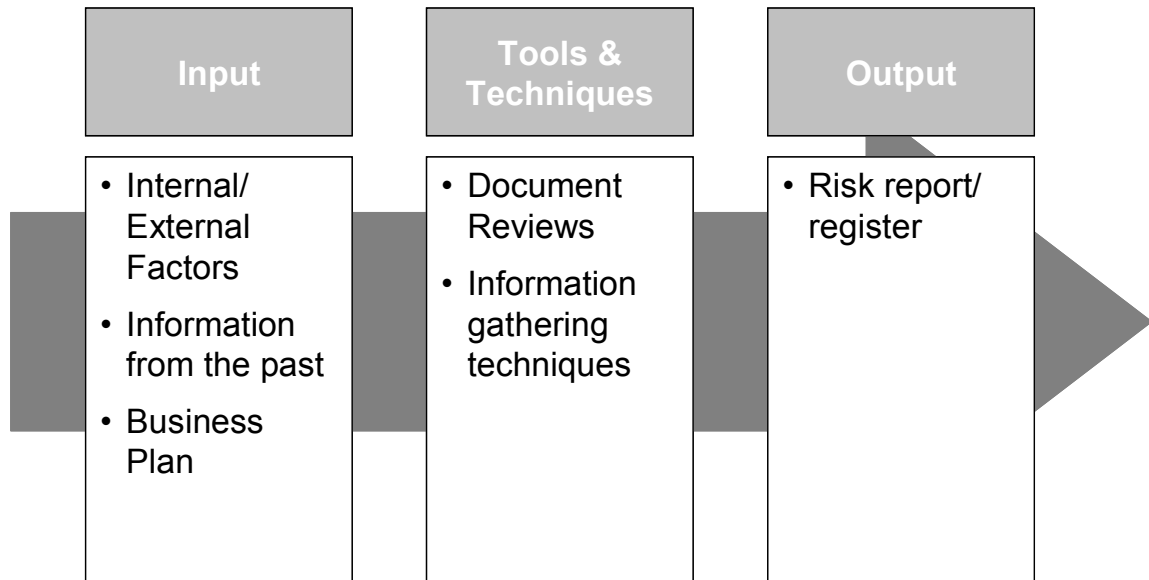 Input
• Internal/
External
Factors
• Information
from the past
• Business
Plan
Tools &
Techniques
• Document
Reviews
• Information
gathering
techniques
Output
• Risk report/
register